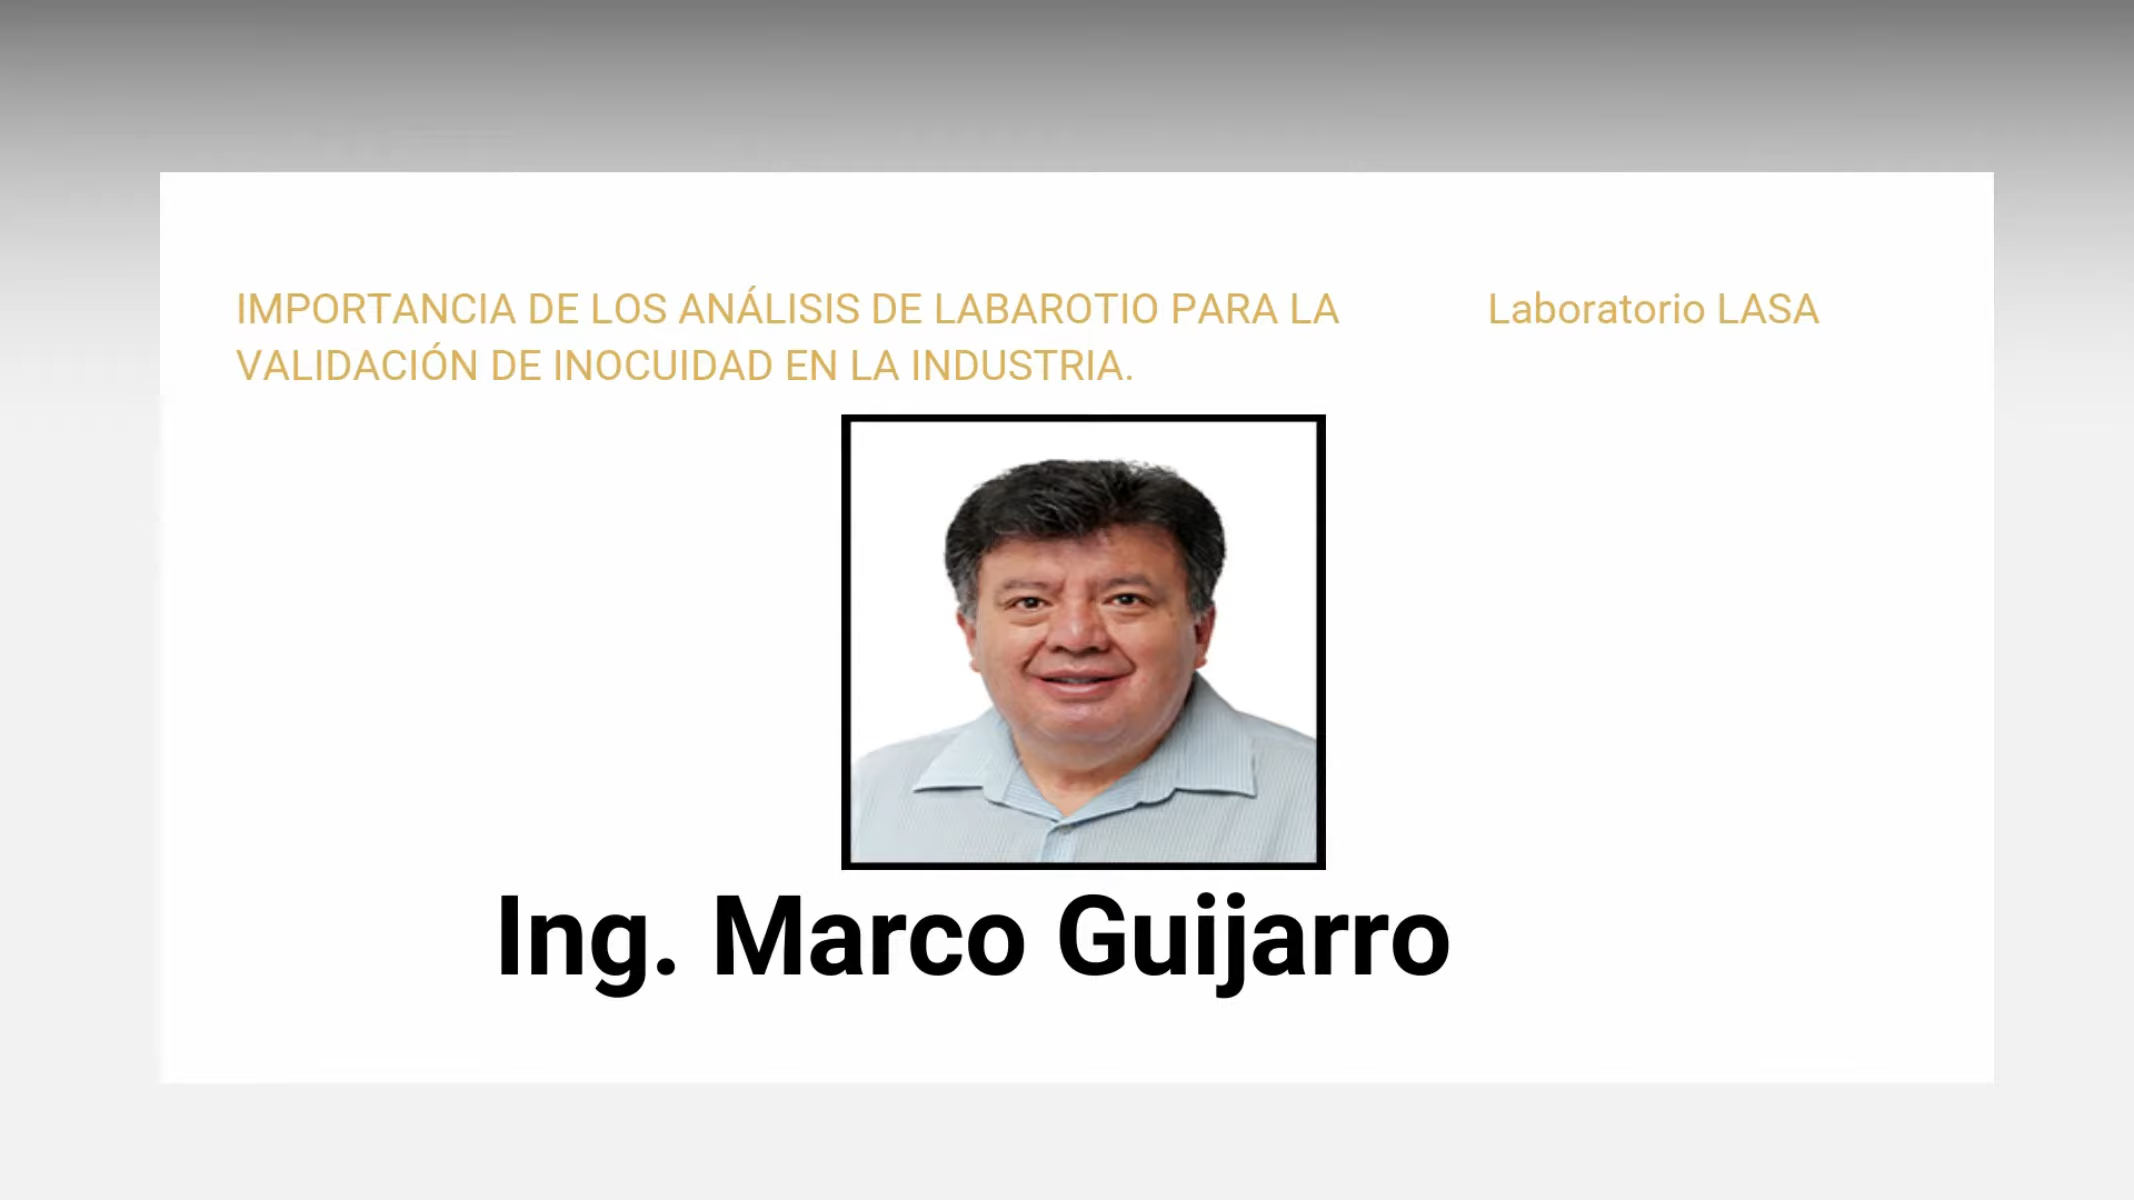 IMPORTANCIA DE LOS ANÁLISIS DE LABAROTIO PARA LA
VALIDACIÓN DE INOCUIDAD EN LA INDUSTRIA.
Laboratorio LASA
Ing. Marco Guijarro